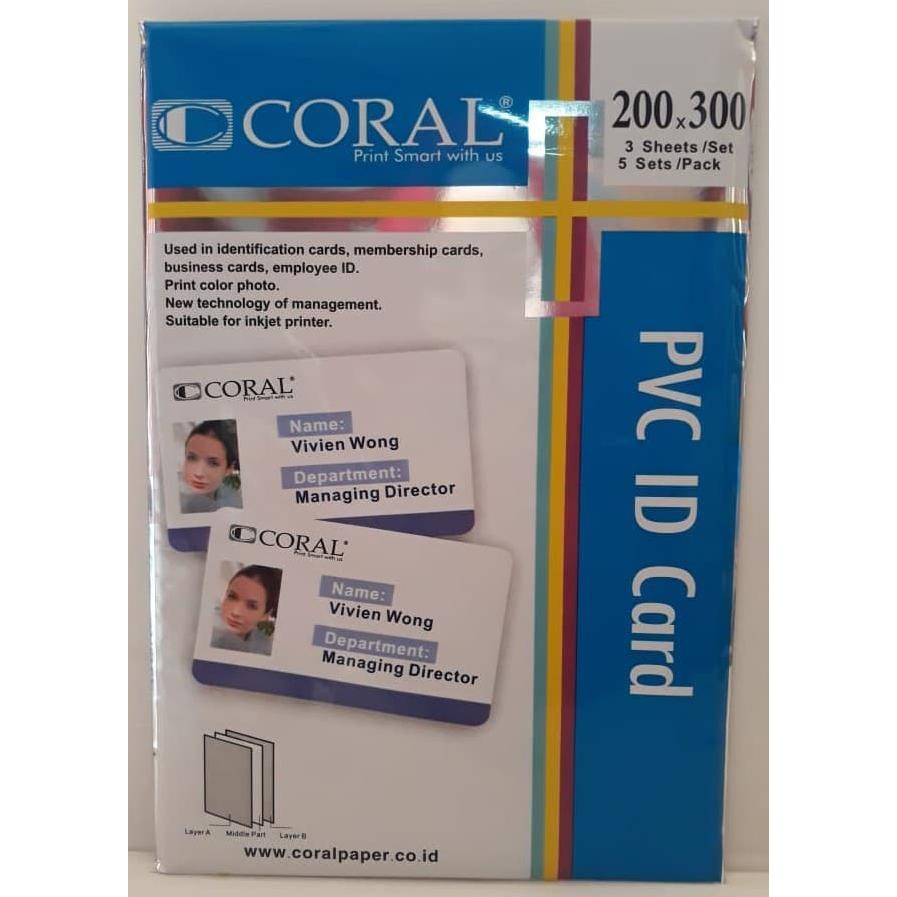 CORAL®
Print Smart with us
200x300
3 Sheets /Set
5 Sets /Pack
Used in identification cards, membership cards,
business cards, employee ID.
Print color photo.
New technology of management.
Suitable for inkjet printer.
PVC ID Card
CORAL®
Print Smart with us
Name:
Vivien Wong
Department:
Managing Director
CORAL®
Print Smart with us
Name:
Vivien Wong
Department:
Managing Director
Layer A Middle Part Layer B
www.coralpaper.co.id